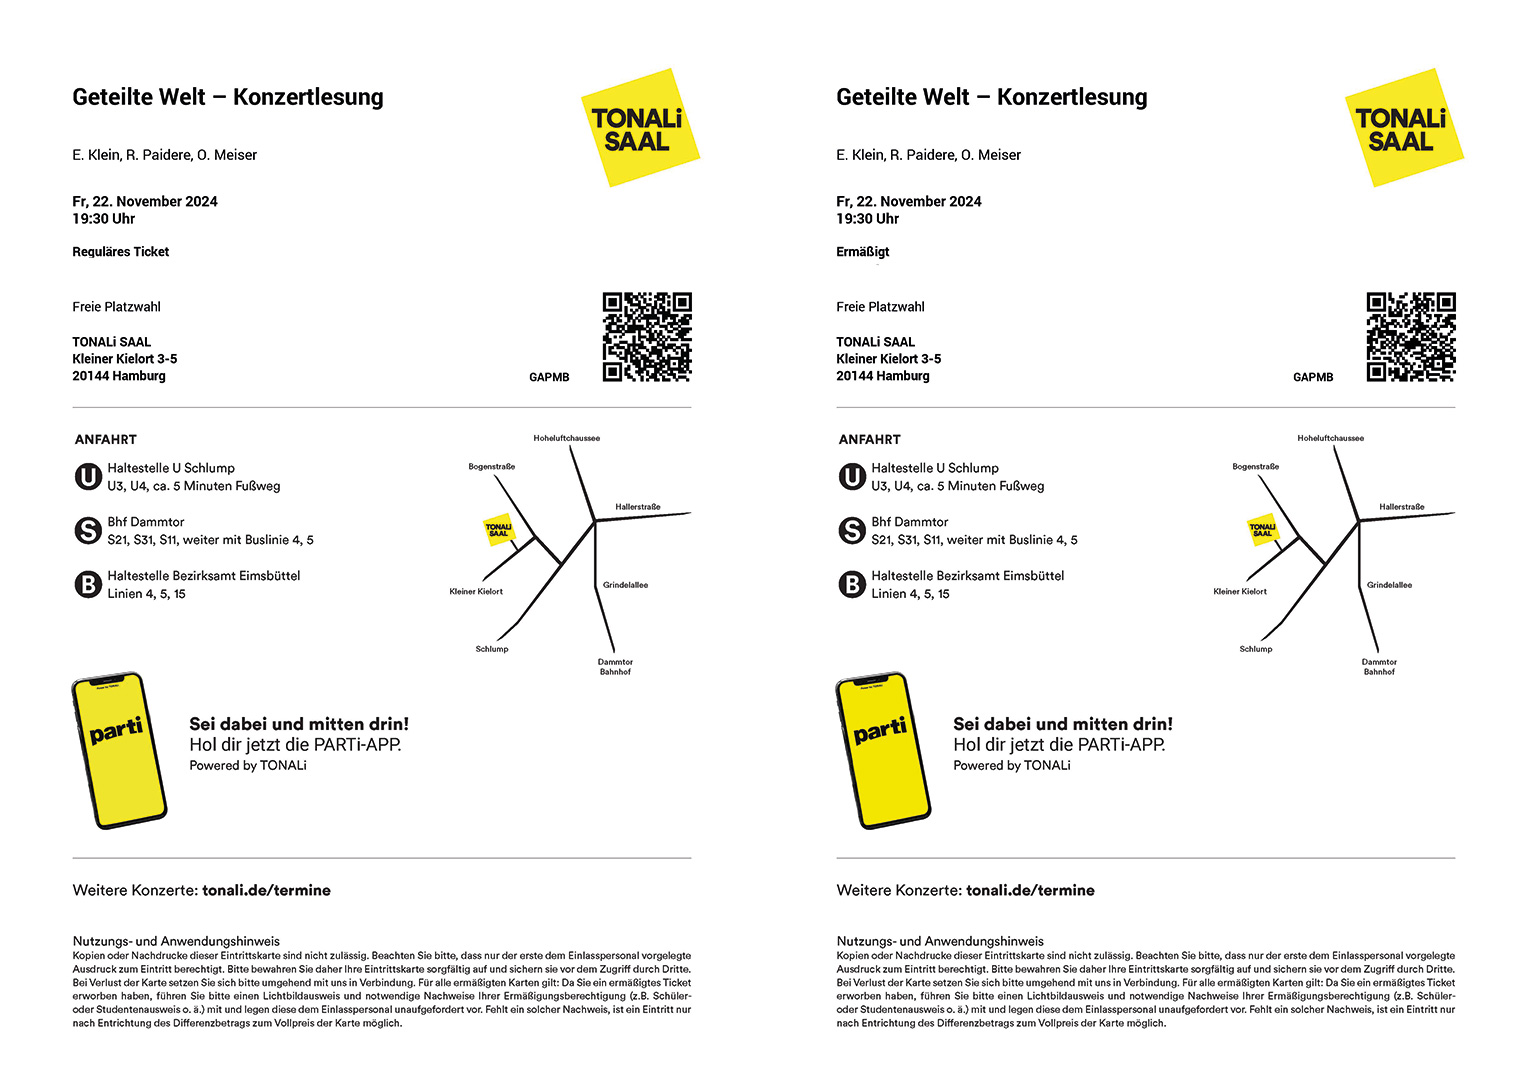 Geteilte Welt – Konzertlesung
TONALi
SAAL
E. Klein, R. Paidere, O. Meiser
Fr, 22. November 2024
19:30 Uhr
Reguläres Ticket
Freie Platzwahl
TONALi SAAL
Kleiner Kielort 3-5
20144 Hamburg
GAPMB
ANFAHRT
U
Haltestelle U Schlump
U3, U4, ca. 5 Minuten Fußweg
S
Bhf Dammtor
S21, S31, S11, weiter mit Buslinie 4, 5
B
Haltestelle Bezirksamt Eimsbüttel
Linien 4, 5, 15
Hoheluftchaussee
Bogenstraße
Hallerstraße
TONALi
SAAL
Kleiner Kielort
Grindelallee
Schlump
Dammtor
Bahnhof
parti
Sei dabei und mitten drin!
Hol dir jetzt die PARTi-APP.
Powered by TONALi
Weitere Konzerte: tonali.de/termine
Nutzungs- und Anwendungshinweis
Kopien oder Nachdrucke dieser Eintrittskarte sind nicht zulässig. Beachten Sie bitte, dass nur der erste dem Einlasspersonal vorgelegte
Ausdruck zum Eintritt berechtigt. Bitte bewahren Sie daher Ihre Eintrittskarte sorgfältig auf und sichern sie vor dem Zugriff durch Dritte.
Bei Verlust der Karte setzen Sie sich bitte umgehend mit uns in Verbindung. Für alle ermäßigten Karten gilt: Da Sie ein ermäßigtes Ticket
erworben haben, führen Sie bitte einen Lichtbildausweis und notwendige Nachweise Ihrer Ermäßigungsberechtigung (z.B. Schüler-
oder Studentenausweis o. ä.) mit und legen diese dem Einlasspersonal unaufgefordert vor. Fehlt ein solcher Nachweis, ist ein Eintritt nur
nach Entrichtung des Differenzbetrags zum Vollpreis der Karte möglich.
Geteilte Welt – Konzertlesung
TONALi
SAAL
E. Klein, R. Paidere, O. Meiser
Fr, 22. November 2024
19:30 Uhr
Ermäßigt
Freie Platzwahl
TONALi SAAL
Kleiner Kielort 3-5
20144 Hamburg
GAPMB
ANFAHRT
U
Haltestelle U Schlump
U3, U4, ca. 5 Minuten Fußweg
S
Bhf Dammtor
S21, S31, S11, weiter mit Buslinie 4, 5
B
Haltestelle Bezirksamt Eimsbüttel
Linien 4, 5, 15
Hoheluftchaussee
Bogenstraße
Hallerstraße
TONALi
SAAL
Kleiner Kielort
Grindelallee
Schlump
Dammtor
Bahnhof
parti
Sei dabei und mitten drin!
Hol dir jetzt die PARTi-APP.
Powered by TONALi
Weitere Konzerte: tonali.de/termine
Nutzungs- und Anwendungshinweis
Kopien oder Nachdrucke dieser Eintrittskarte sind nicht zulässig. Beachten Sie bitte, dass nur der erste dem Einlasspersonal vorgelegte
Ausdruck zum Eintritt berechtigt. Bitte bewahren Sie daher Ihre Eintrittskarte sorgfältig auf und sichern sie vor dem Zugriff durch Dritte.
Bei Verlust der Karte setzen Sie sich bitte umgehend mit uns in Verbindung. Für alle ermäßigten Karten gilt: Da Sie ein ermäßigtes Ticket
erworben haben, führen Sie bitte einen Lichtbildausweis und notwendige Nachweise Ihrer Ermäßigungsberechtigung (z.B. Schüler-
oder Studentenausweis o. ä.) mit und legen diese dem Einlasspersonal unaufgefordert vor. Fehlt ein solcher Nachweis, ist ein Eintritt nur
nach Entrichtung des Differenzbetrags zum Vollpreis der Karte möglich.